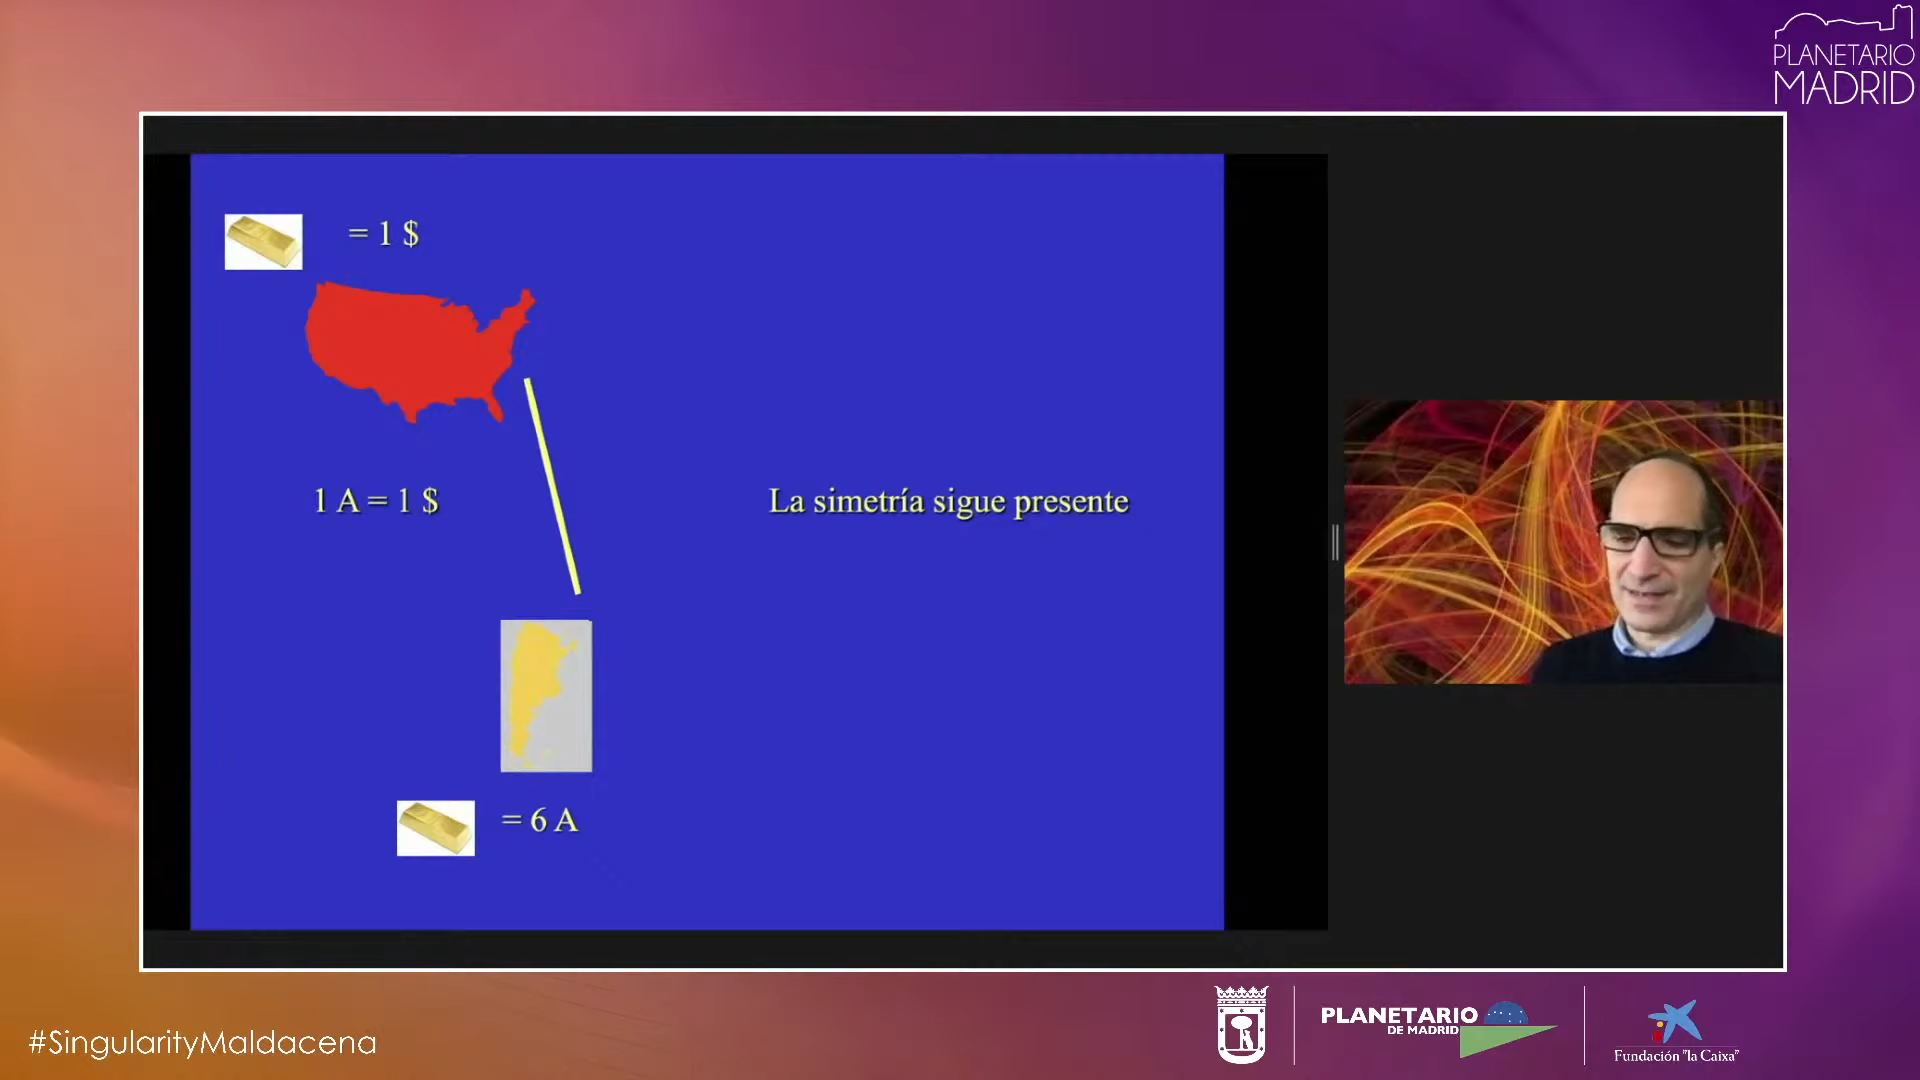 PLANETARIO
MADRID
= 1 $
1 A = 1 $
La simetría sigue presente
= 6 A
#SingularityMaldacena
PLANETARIO
DE MADRID
Fundación "la Caixa"